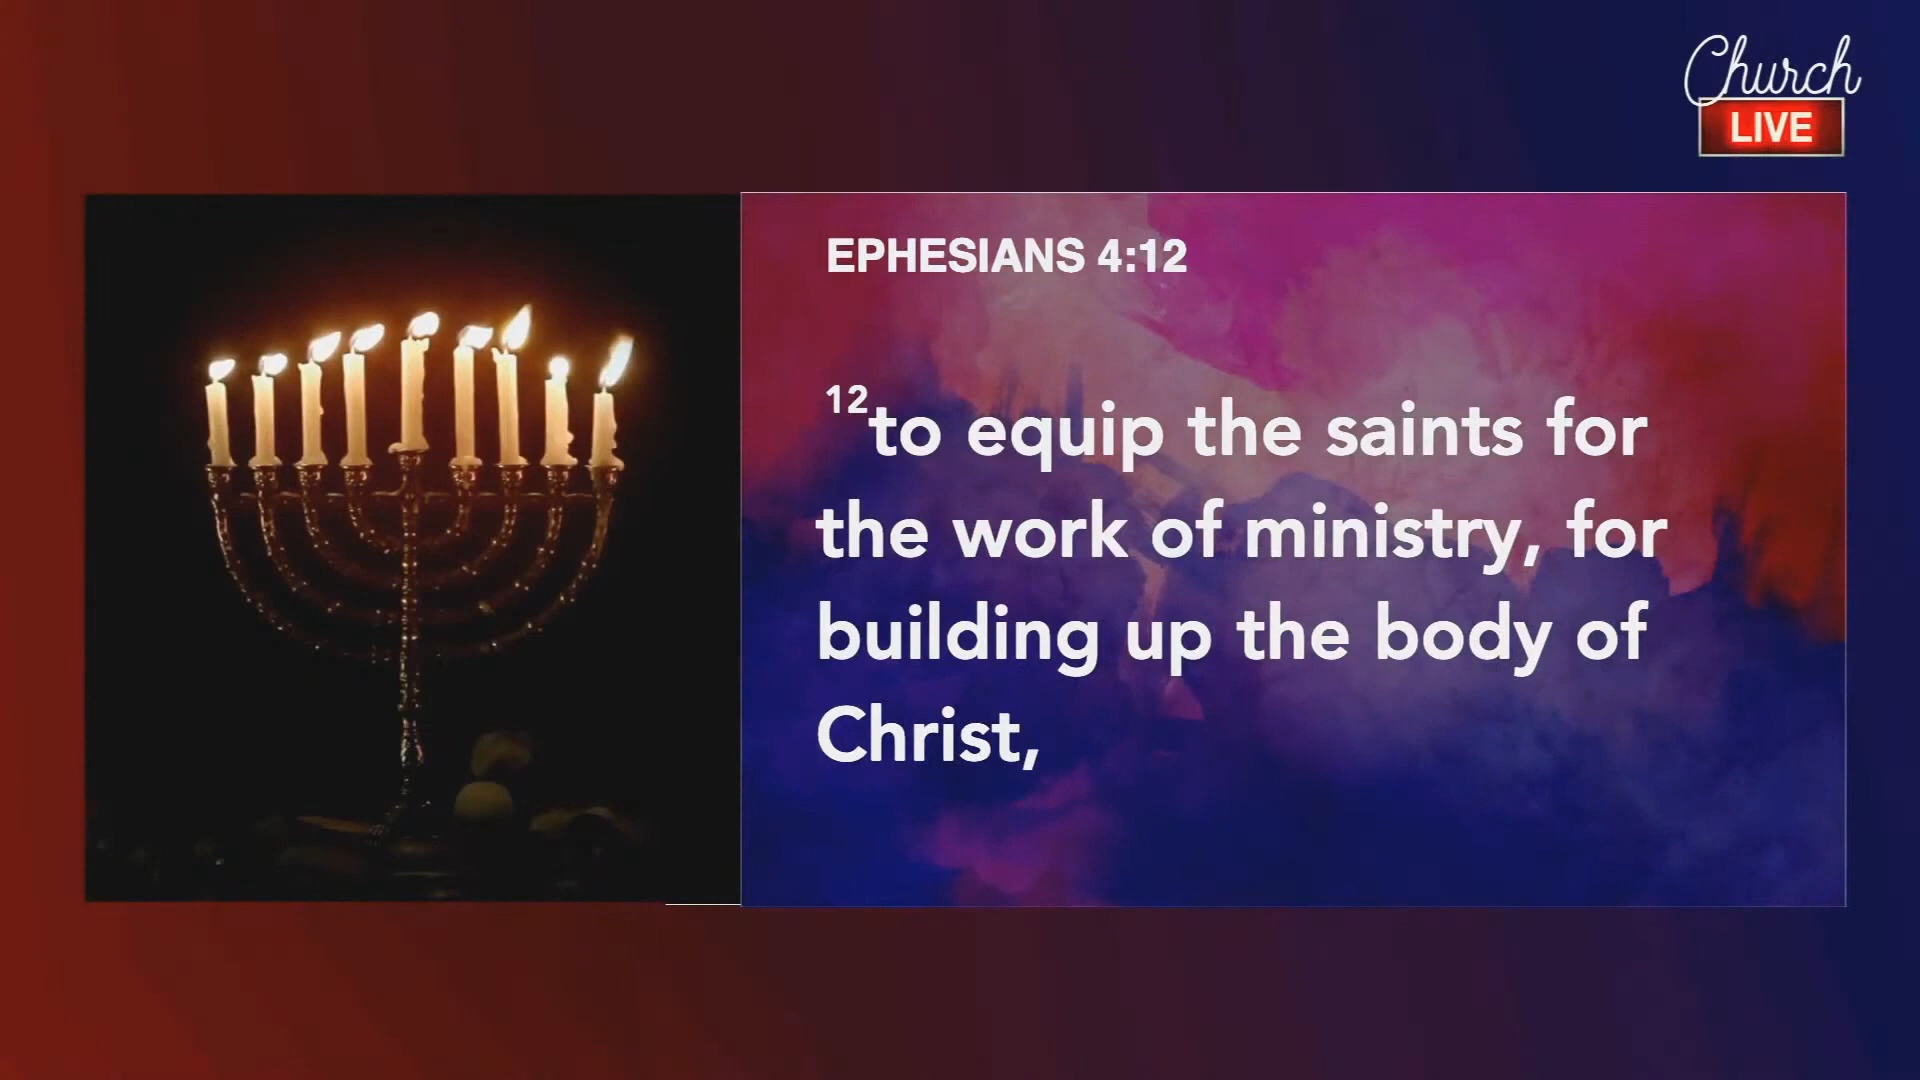 Church
LIVE
EPHESIANS 4:12
12to equip the saints for
the work of ministry, for
building up the body of
Christ,